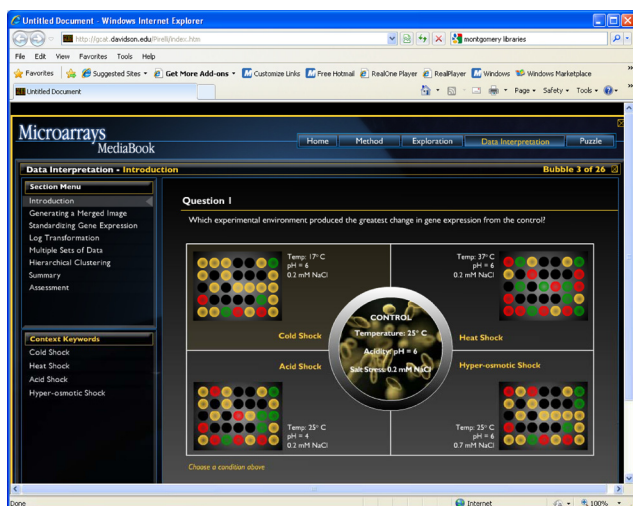 Untitled Document - Windows Internet Explorer
http://gcat.davidson.edu/Pirelli/index.htm
montgomery libraries
File Edit View Favorites Tools Help
Favorites Suggested Sites Get More Add-ons Customize Links Free Hotmail RealOne Player RealPlayer Windows Windows Marketplace
Untitled Document
Page Safety Tools
Microarrays
MediaBook
Home Method Exploration Data Interpretation Puzzle
Data Interpretation - Introduction
Bubble 3 of 26
Section Menu
Introduction
Generating a Merged Image
Standardizing Gene Expression
Log Transformation
Multiple Sets of Data
Hierarchical Clustering
Summary
Assessment
Context Keywords
Cold Shock
Heat Shock
Acid Shock
Hyper-osmotic Shock
Question 1
Which experimental environment produced the greatest change in gene expression from the control?
Temp: 17° C
pH = 6
0.2 mM NaCl
Cold Shock
Temp: 37° C
pH = 6
0.2 mM NaCl
Heat Shock
CONTROL
Temperature: 25° C
Acidity: pH = 6
Salt Stress: 0.2 mM NaCl
Acid Shock
Temp: 25° C
pH = 4
0.2 mM NaCl
Hyper-osmotic Shock
Temp: 25° C
pH = 6
0.7 mM NaCl
Choose a condition above
Done
Internet
100%